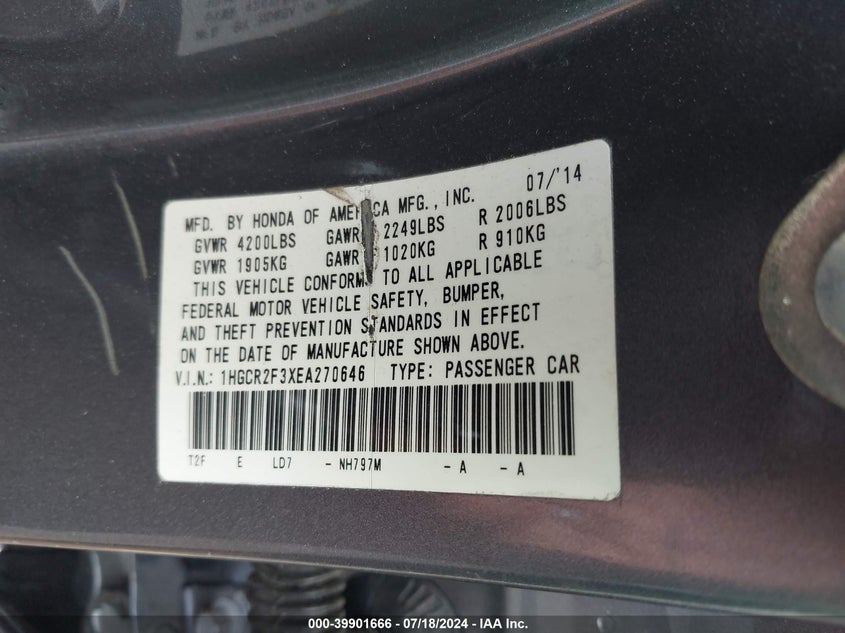 MFD. BY HONDA OF AMERICA MFG., INC. 07/'14
GVWR 4200LBS GAWR 2249LBS R 2006LBS
GVWR 1905KG GAWR 1020KG R 910KG
THIS VEHICLE CONFORMS TO ALL APPLICABLE
FEDERAL MOTOR VEHICLE SAFETY, BUMPER,
AND THEFT PREVENTION STANDARDS IN EFFECT
ON THE DATE OF MANUFACTURE SHOWN ABOVE.
V.I.N.: 1HGCR2F3XEA270646 TYPE: PASSENGER CAR
T2F E LD7 - NH797M - A - A
000-39901666 - 07/18/2024 - IAA Inc.